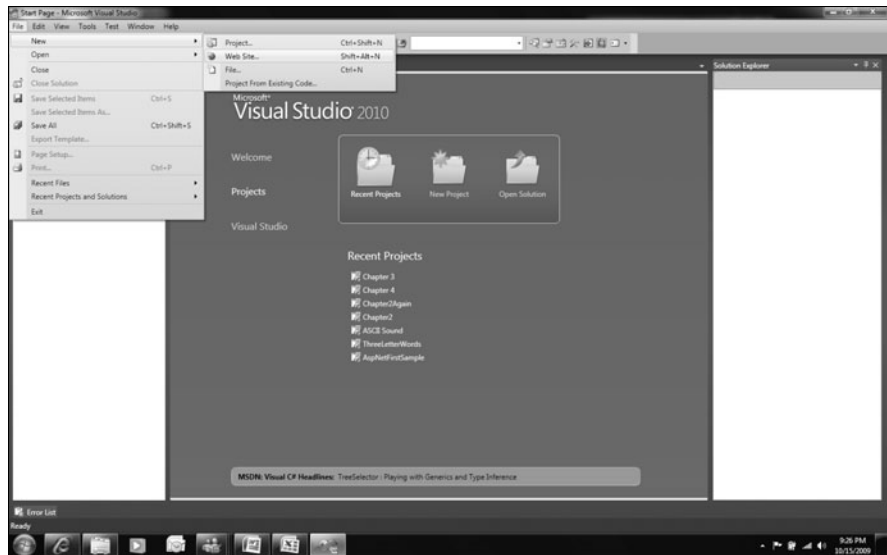 Start Page - Microsoft Visual Studio
File Edit View Tools Test Window Help
New
Open
Close
Close Solution
Save Selected Items Ctrl+S
Save Selected Items As...
Save All Ctrl+Shift+S
Export Template...
Page Setup...
Print... Ctrl+P
Recent Files
Recent Projects and Solutions
Exit
Project... Ctrl+Shift+N
Web Site... Shift+Alt+N
File... Ctrl+N
Project From Existing Code...
Solution Explorer
Microsoft®
Visual Studio® 2010
Welcome
Projects
Visual Studio
Recent Projects New Project Open Solution
Recent Projects
Chapter 3
Chapter 4
Chapter2Again
Chapter2
ASCII Sound
ThreeLetterWords
AspNetFirstSample
MSDN: Visual C# Headlines: TreeSelector : Playing with Generics and Type Inference
Error List
Ready
9:26 PM
10/15/2009